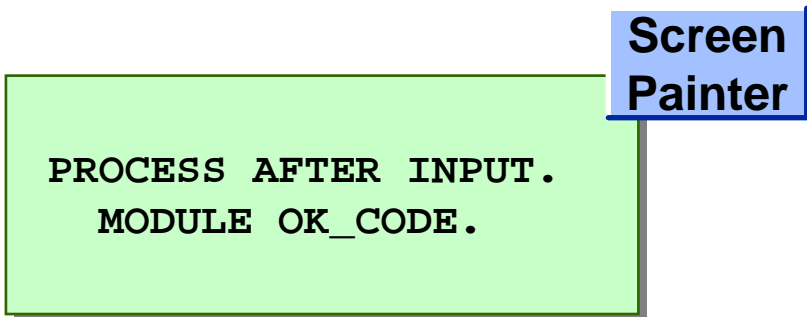 Screen
Painter
PROCESS AFTER INPUT.
MODULE OK_CODE.